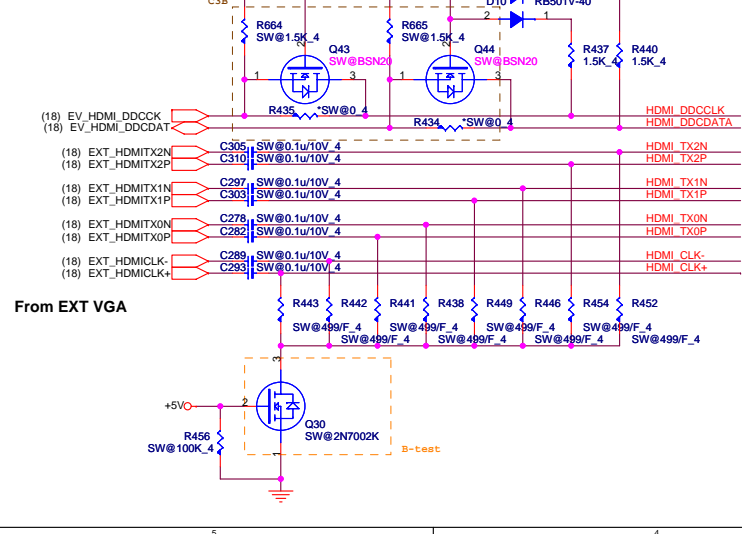 C3B
D10 RB501V-40
2 1
R664
SW@1.5K_4
2
Q43
SW@BSN20
1 3
R665
SW@1.5K_4
2
Q44
SW@BSN20
1 3
R437
1.5K_4
R440
1.5K_4
(18) EV_HDMI_DDCCK R435 *SW@0_4 HDMI_DDCCLK
(18) EV_HDMI_DDCDAT R434 *SW@0_4 HDMI_DDCDATA
(18) EXT_HDMITX2N C305 SW@0.1u/10V_4 HDMI_TX2N
(18) EXT_HDMITX2P C310 SW@0.1u/10V_4 HDMI_TX2P
(18) EXT_HDMITX1N C297 SW@0.1u/10V_4 HDMI_TX1N
(18) EXT_HDMITX1P C303 SW@0.1u/10V_4 HDMI_TX1P
(18) EXT_HDMITX0N C278 SW@0.1u/10V_4 HDMI_TX0N
(18) EXT_HDMITX0P C282 SW@0.1u/10V_4 HDMI_TX0P
(18) EXT_HDMICLK- C289 SW@0.1u/10V_4 HDMI_CLK-
(18) EXT_HDMICLK+ C293 SW@0.1u/10V_4 HDMI_CLK+
From EXT VGA
R443 R442 R441 R438 R449 R446 R454 R452
SW@499/F_4 SW@499/F_4 SW@499/F_4 SW@499/F_4
SW@499/F_4 SW@499/F_4 SW@499/F_4 SW@499/F_4
3
+5V 2
Q30
SW@2N7002K
R456
SW@100K_4
1
B-test
5 4